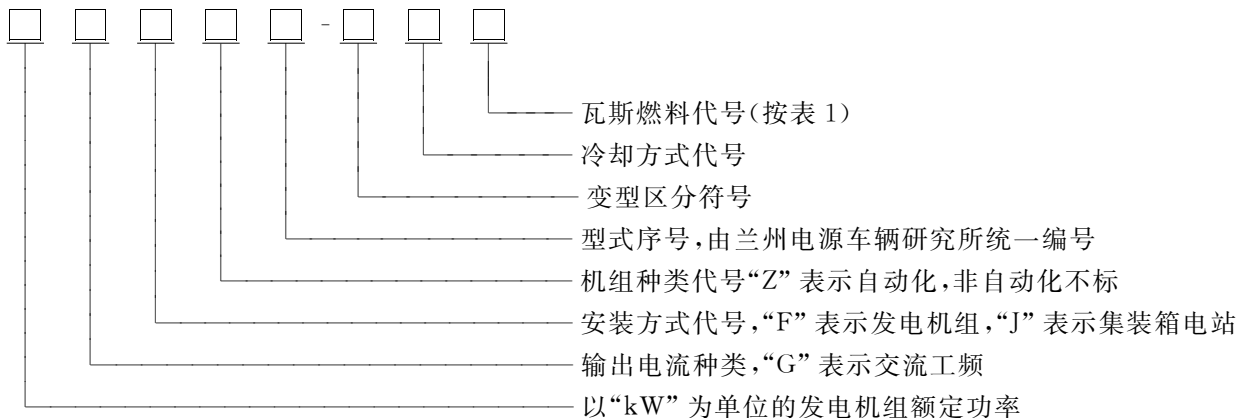 -
瓦斯燃料代号(按表 1)
冷却方式代号
变型区分符号
型式序号,由兰州电源车辆研究所统一编号
机组种类代号“Z”表示自动化,非自动化不标
安装方式代号,“F”表示发电机组,“J”表示集装箱电站
输出电流种类,“G”表示交流工频
以“kW”为单位的发电机组额定功率